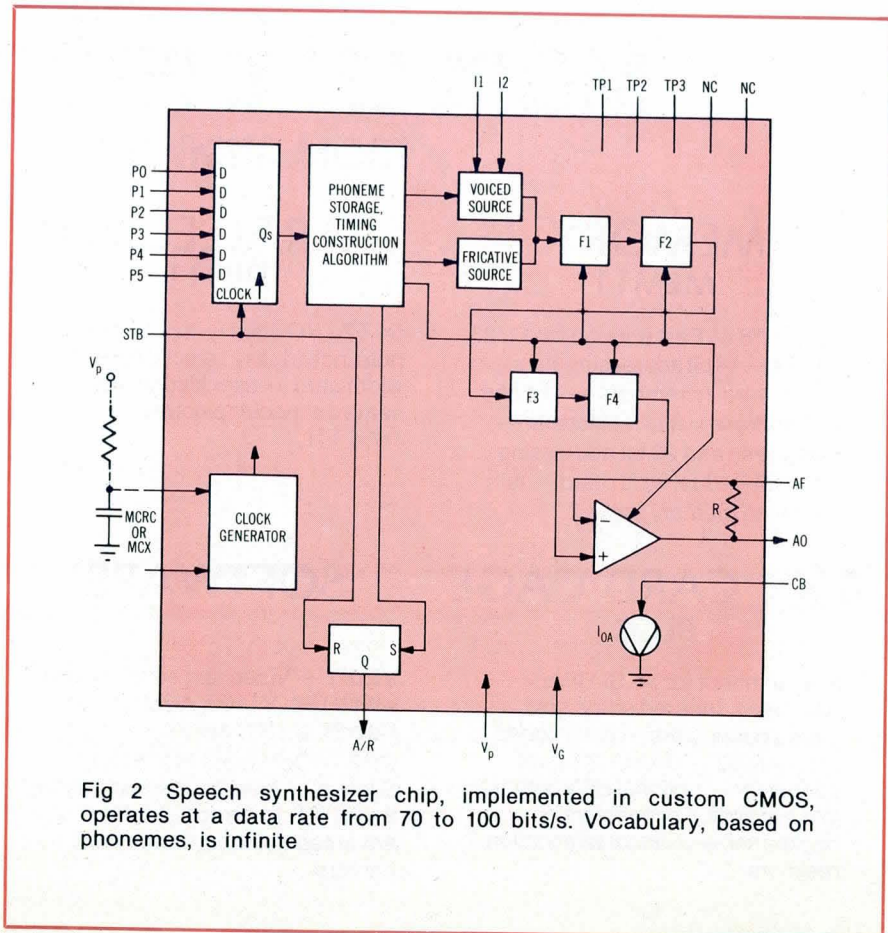 I1 I2
TP1 TP2 TP3 NC NC
P0
P1
P2
P3
P4
P5
STB
D
D
D
D
D
D
Qs
CLOCK
PHONEME
STORAGE,
TIMING
CONSTRUCTION
ALGORITHM
VOICED
SOURCE
FRICATIVE
SOURCE
F1
F2
F3
F4
Vp
MCRC
OR
MCX
CLOCK
GENERATOR
R Q S
A/R
−
+
R
AF
AO
CB
IOA
Vp
VG
Fig 2 Speech synthesizer chip, implemented in custom CMOS,
operates at a data rate from 70 to 100 bits/s. Vocabulary, based on
phonemes, is infinite